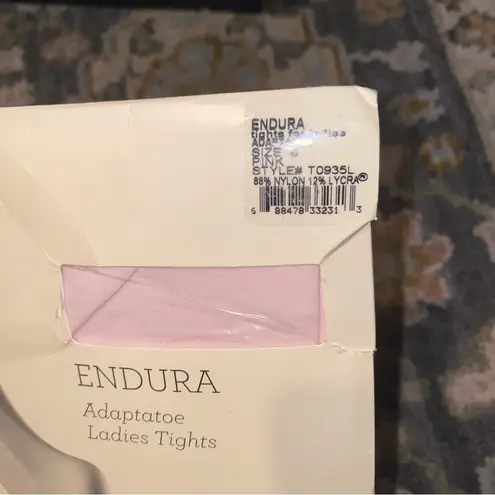 ENDURA
tights for ladies
SIZE
PINK
STYLE# T0935L
88% NYLON 12% LYCRA®
6 88478 33231 3
ENDURA
Adaptatoe
Ladies Tights